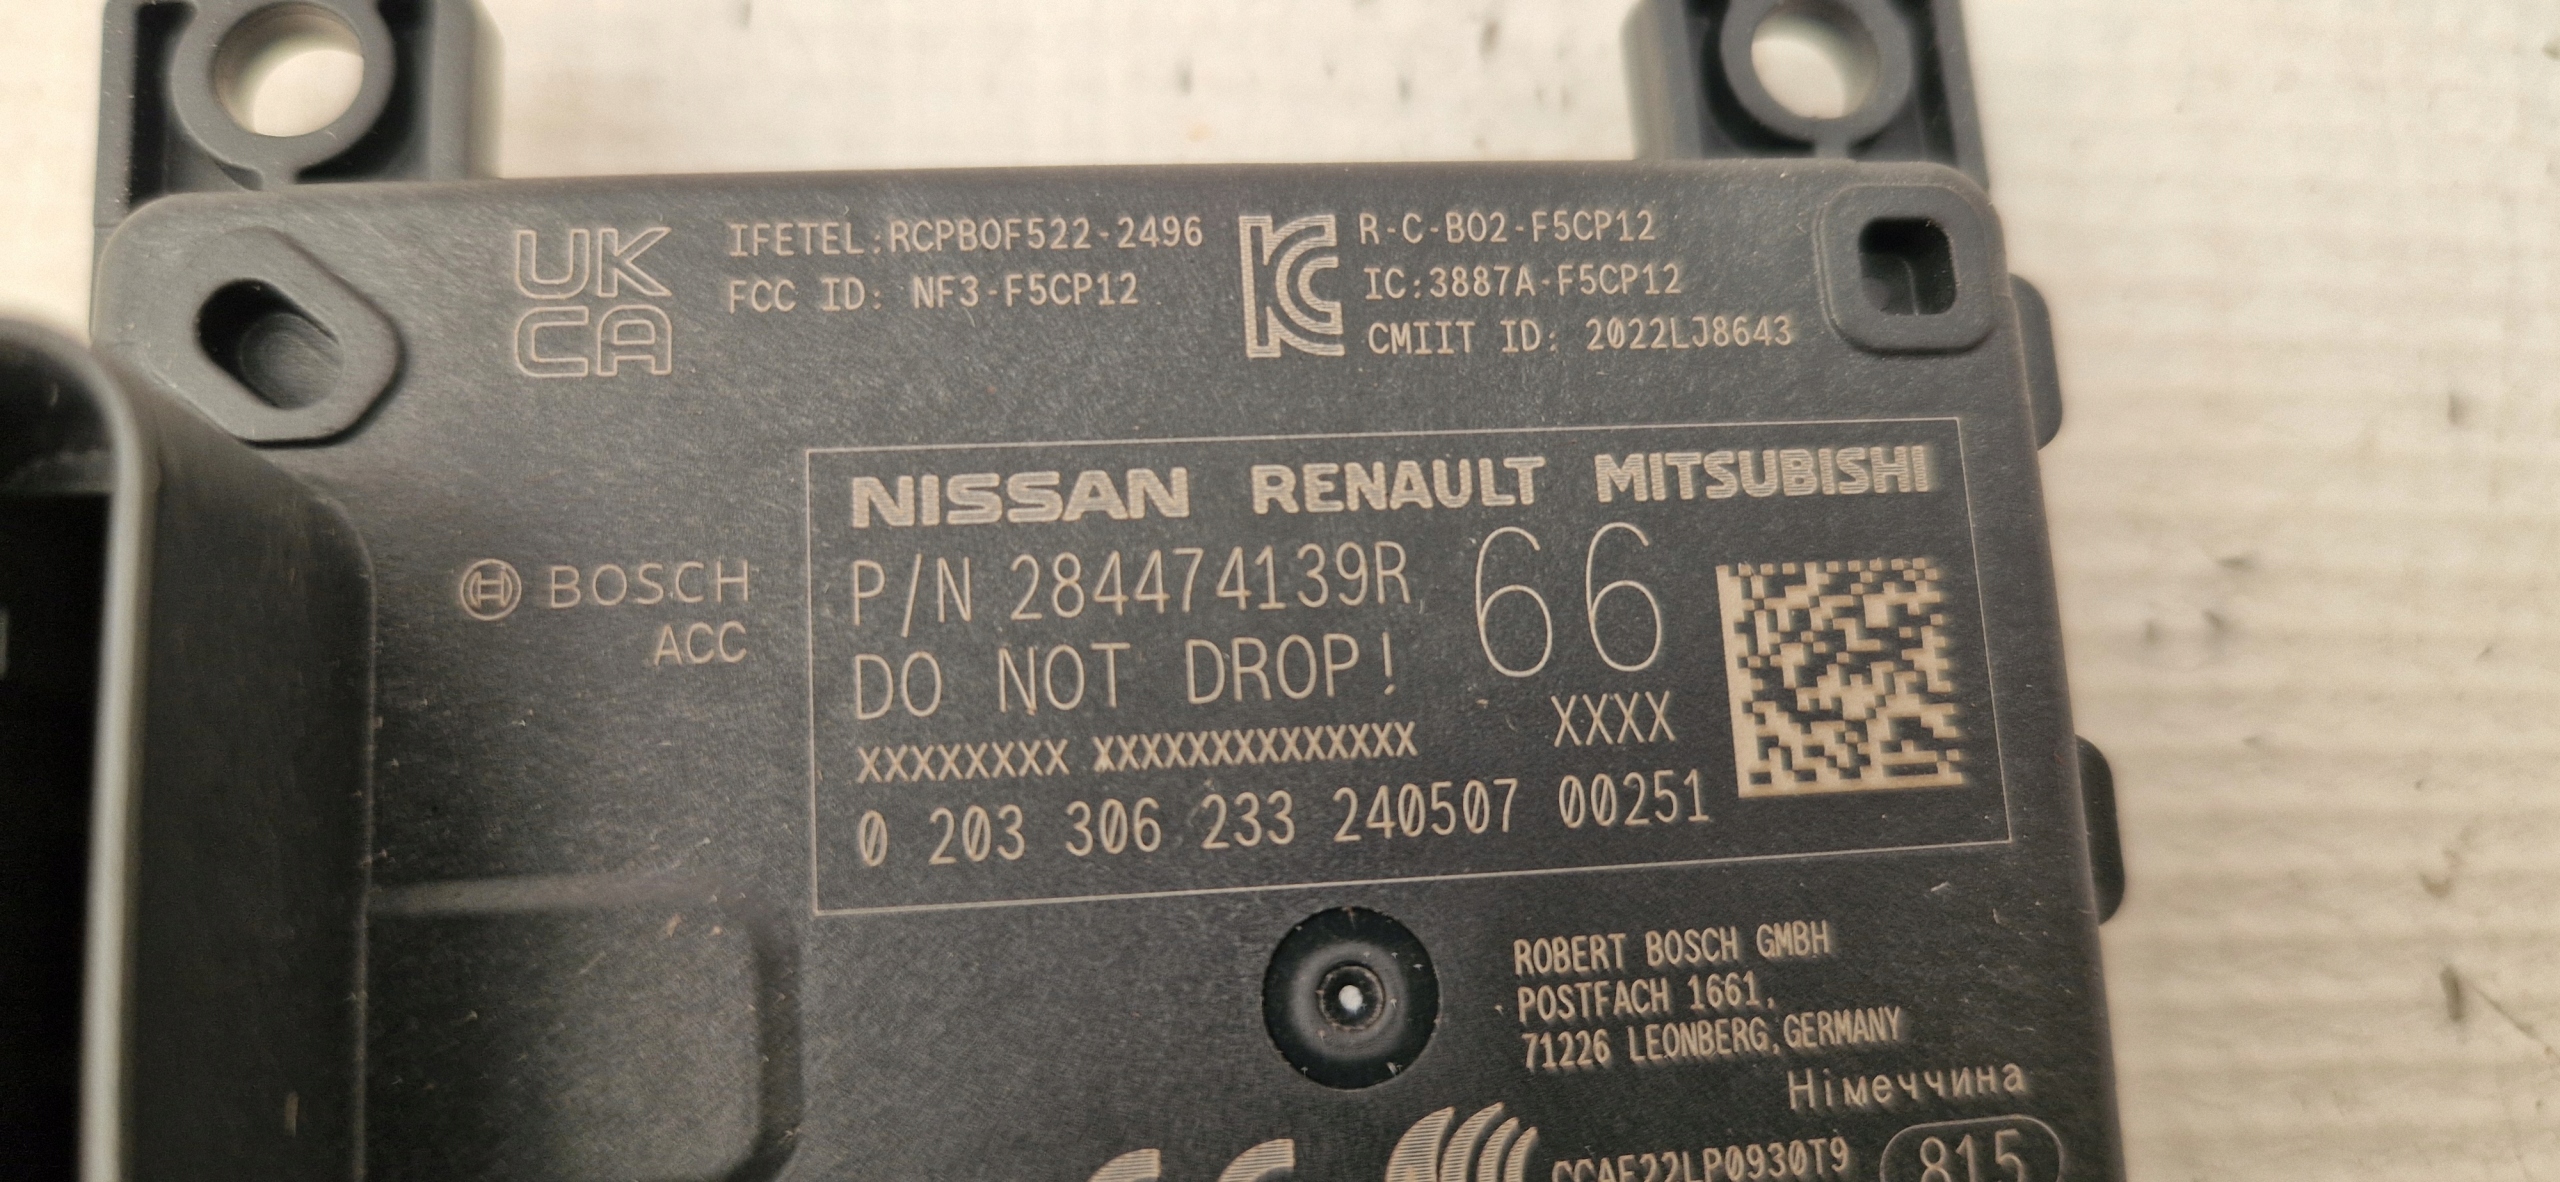 UK
CA
IFETEL:RCPBOF522-2496
FCC ID: NF3-F5CP12
R-C-BO2-F5CP12
IC:3887A-F5CP12
CMIIT ID: 2022LJ8643
BOSCH
ACC
NISSAN RENAULT MITSUBISHI
P/N 284474139R 66
DO NOT DROP!
XXXXXXXX XXXXXXXXXXXXXX XXXX
0 203 306 233 240507 00251
ROBERT BOSCH GMBH
POSTFACH 1661,
71226 LEONBERG,GERMANY
Німеччина
CCAF22LP0930T9
815